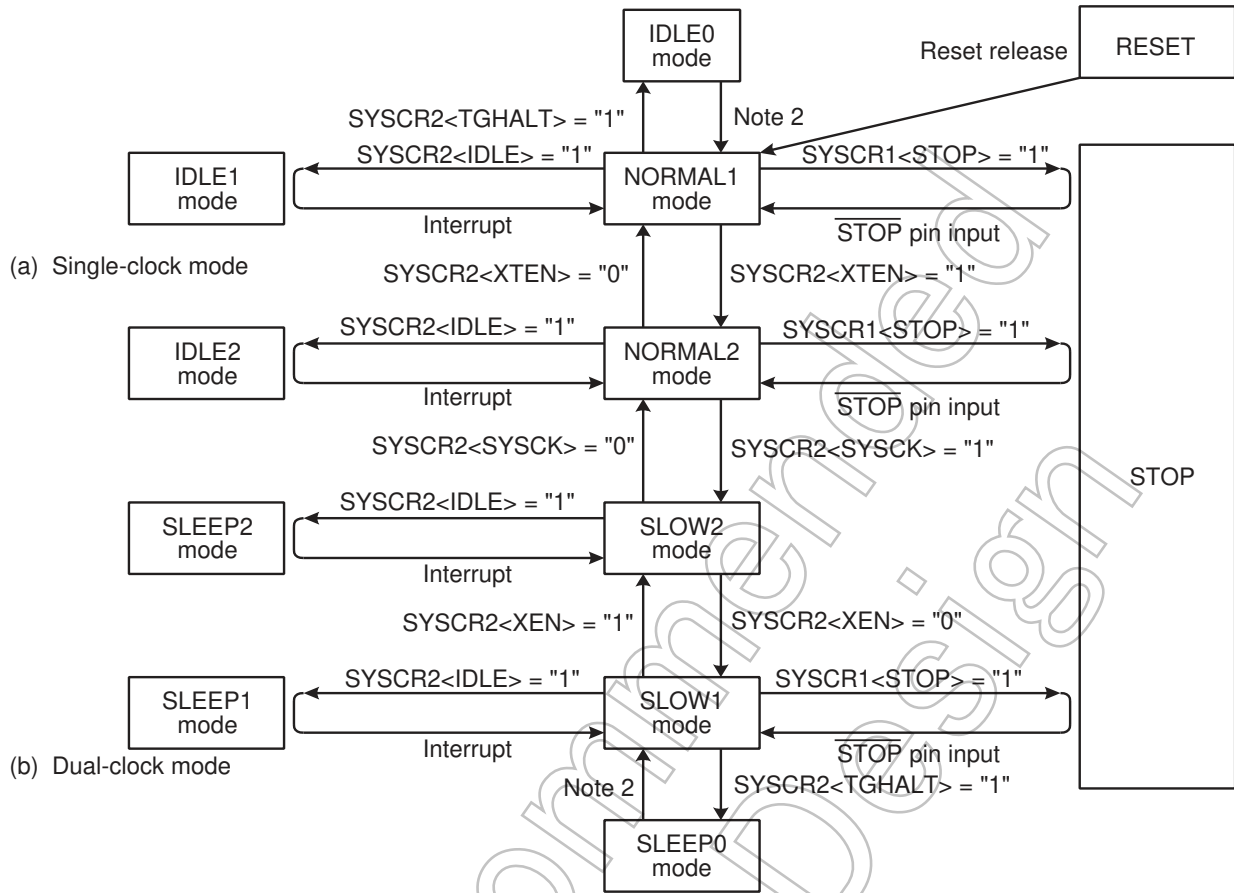 IDLE0
mode
Reset release
RESET
SYSCR2<TGHALT> = "1"
Note 2
SYSCR2<IDLE> = "1"
SYSCR1<STOP> = "1"
IDLE1
mode
NORMAL1
mode
Interrupt
STOP pin input
(a) Single-clock mode
SYSCR2<XTEN> = "0"
SYSCR2<XTEN> = "1"
SYSCR2<IDLE> = "1"
SYSCR1<STOP> = "1"
IDLE2
mode
NORMAL2
mode
Interrupt
STOP pin input
SYSCR2<SYSCK> = "0"
SYSCR2<SYSCK> = "1"
STOP
SYSCR2<IDLE> = "1"
SLEEP2
mode
SLOW2
mode
Interrupt
SYSCR2<XEN> = "1"
SYSCR2<XEN> = "0"
SYSCR2<IDLE> = "1"
SYSCR1<STOP> = "1"
SLEEP1
mode
SLOW1
mode
Interrupt
STOP pin input
(b) Dual-clock mode
Note 2
SYSCR2<TGHALT> = "1"
SLEEP0
mode
ommended
Design